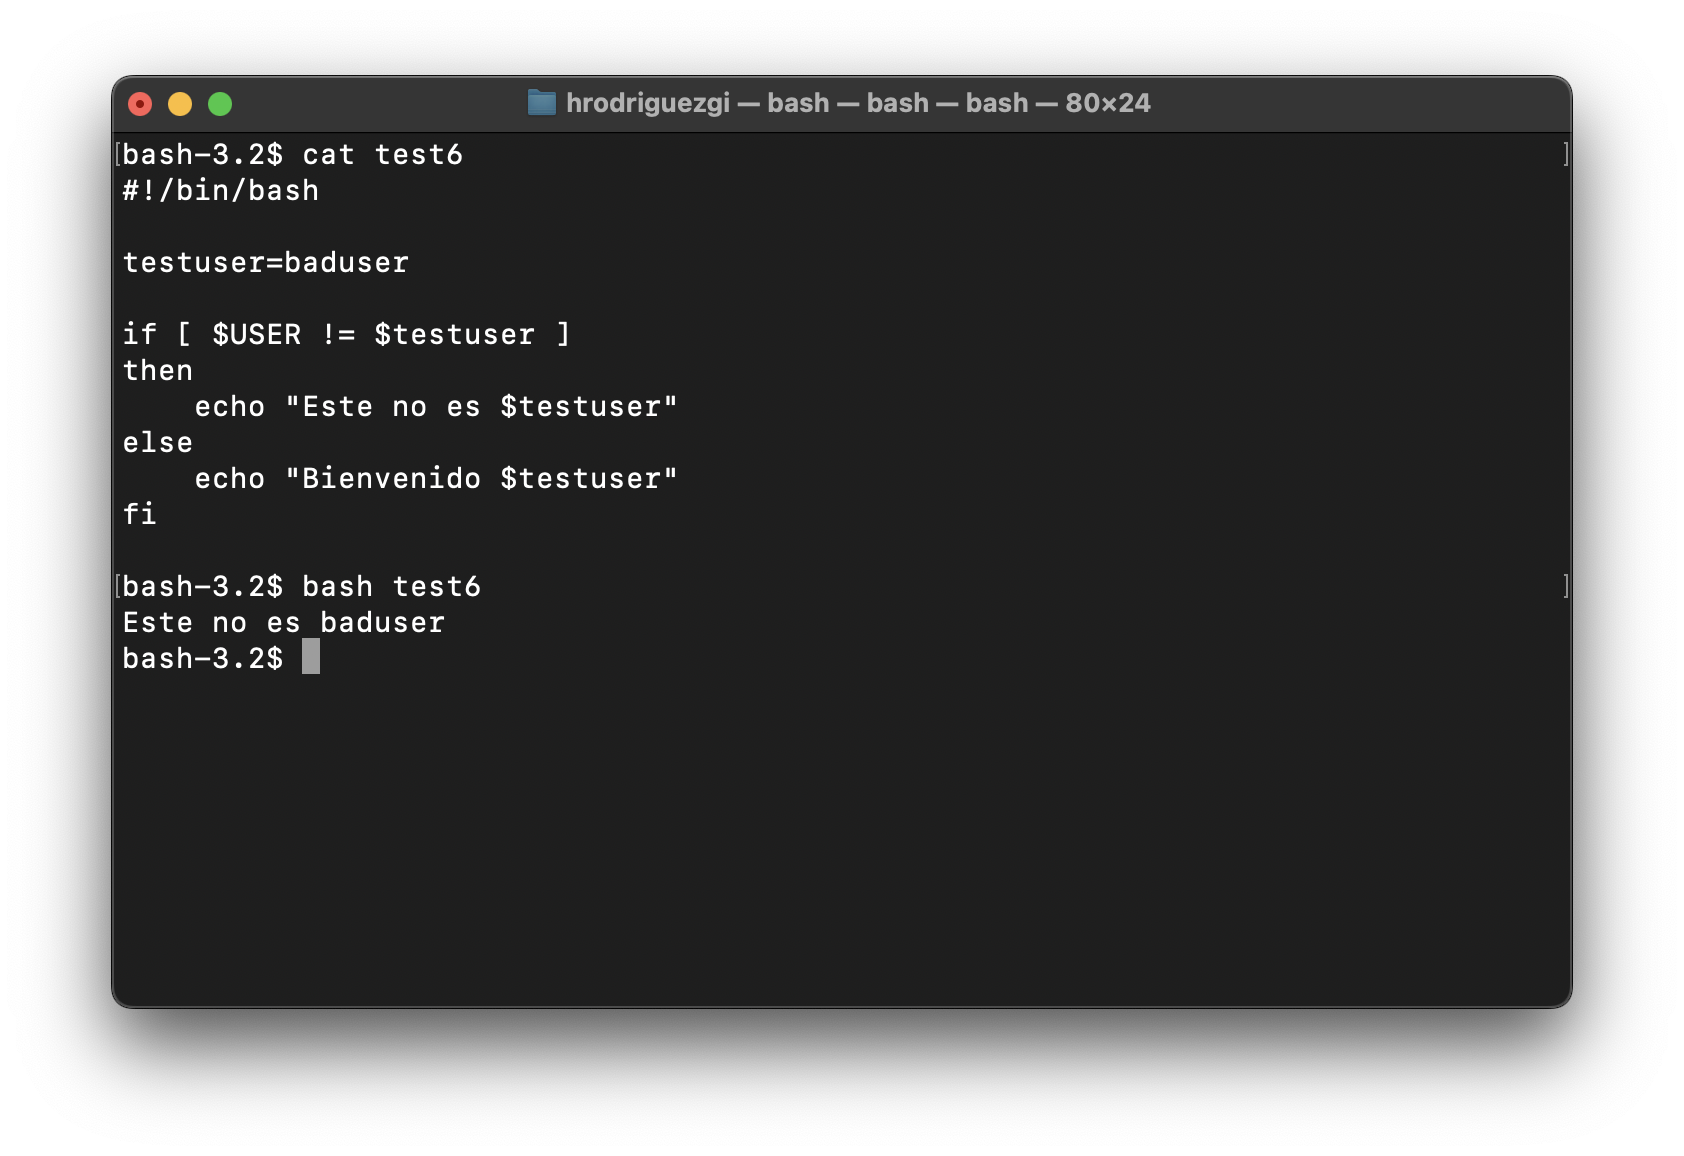 hrodriguezgi — bash — bash — bash — 80×24
[bash-3.2$ cat test6 ]
#!/bin/bash

testuser=baduser

if [ $USER != $testuser ]
then
    echo "Este no es $testuser"
else
    echo "Bienvenido $testuser"
fi

[bash-3.2$ bash test6 ]
Este no es baduser
bash-3.2$